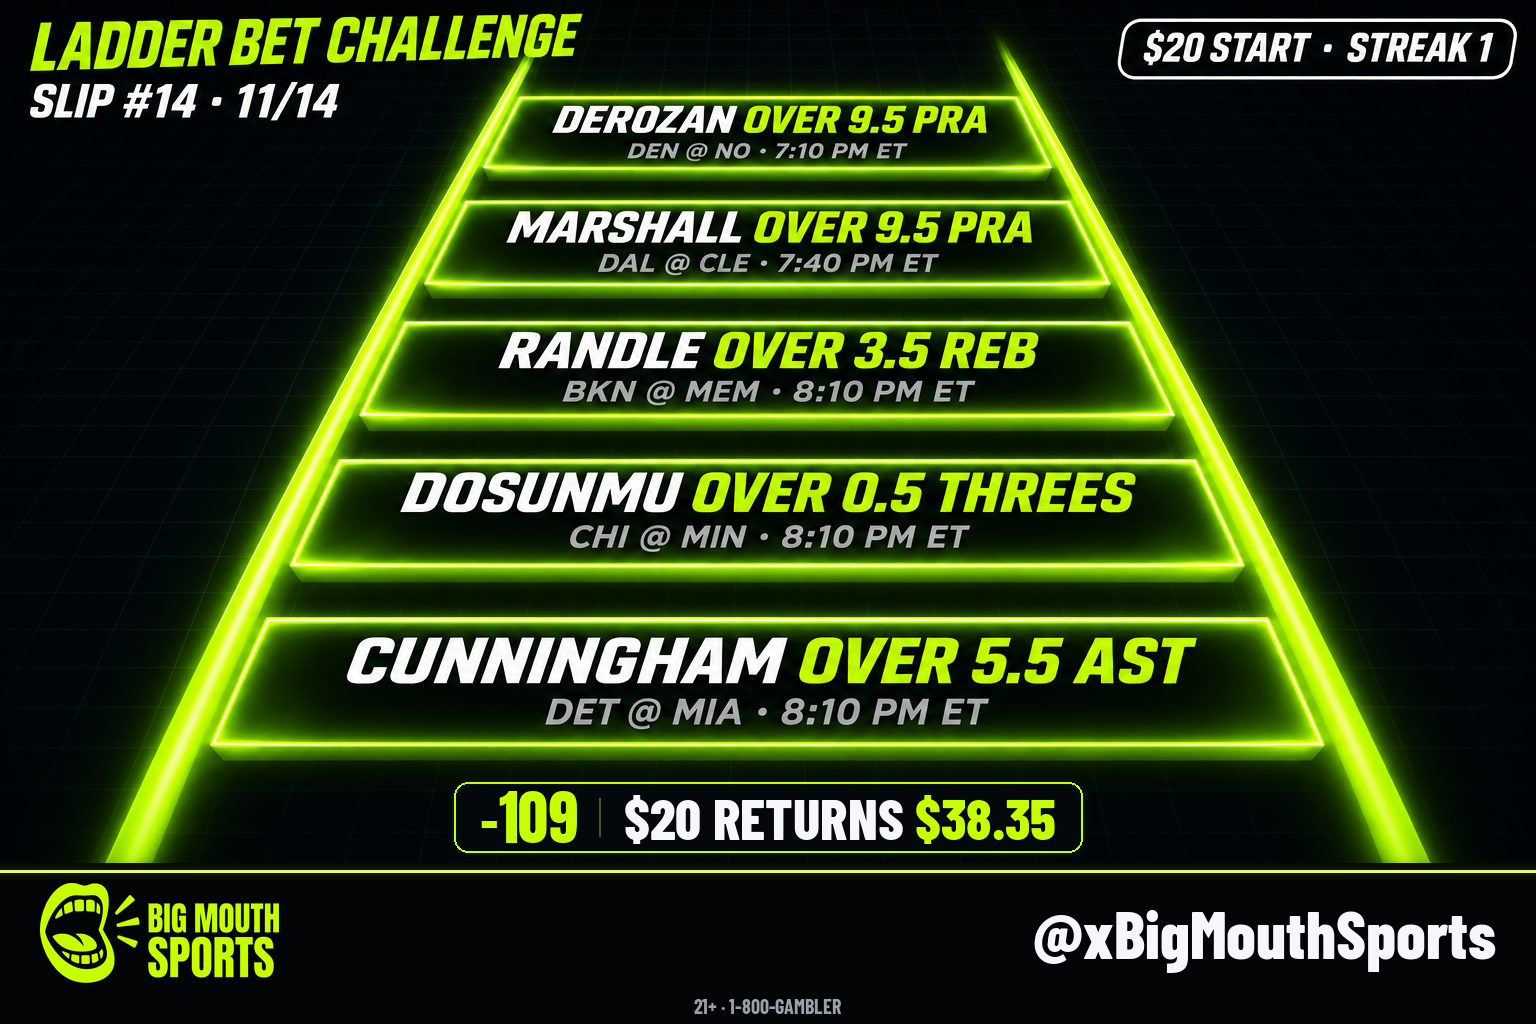 LADDER BET CHALLENGE
SLIP #14 · 11/14
$20 START · STREAK 1
DEROZAN OVER 9.5 PRA
DEN @ NO · 7:10 PM ET
MARSHALL OVER 9.5 PRA
DAL @ CLE · 7:40 PM ET
RANDLE OVER 3.5 REB
BKN @ MEM · 8:10 PM ET
DOSUNMU OVER 0.5 THREES
CHI @ MIN · 8:10 PM ET
CUNNINGHAM OVER 5.5 AST
DET @ MIA · 8:10 PM ET
-109 | $20 RETURNS $38.35
BIG MOUTH
SPORTS
@xBigMouthSports
21+ · 1-800-GAMBLER